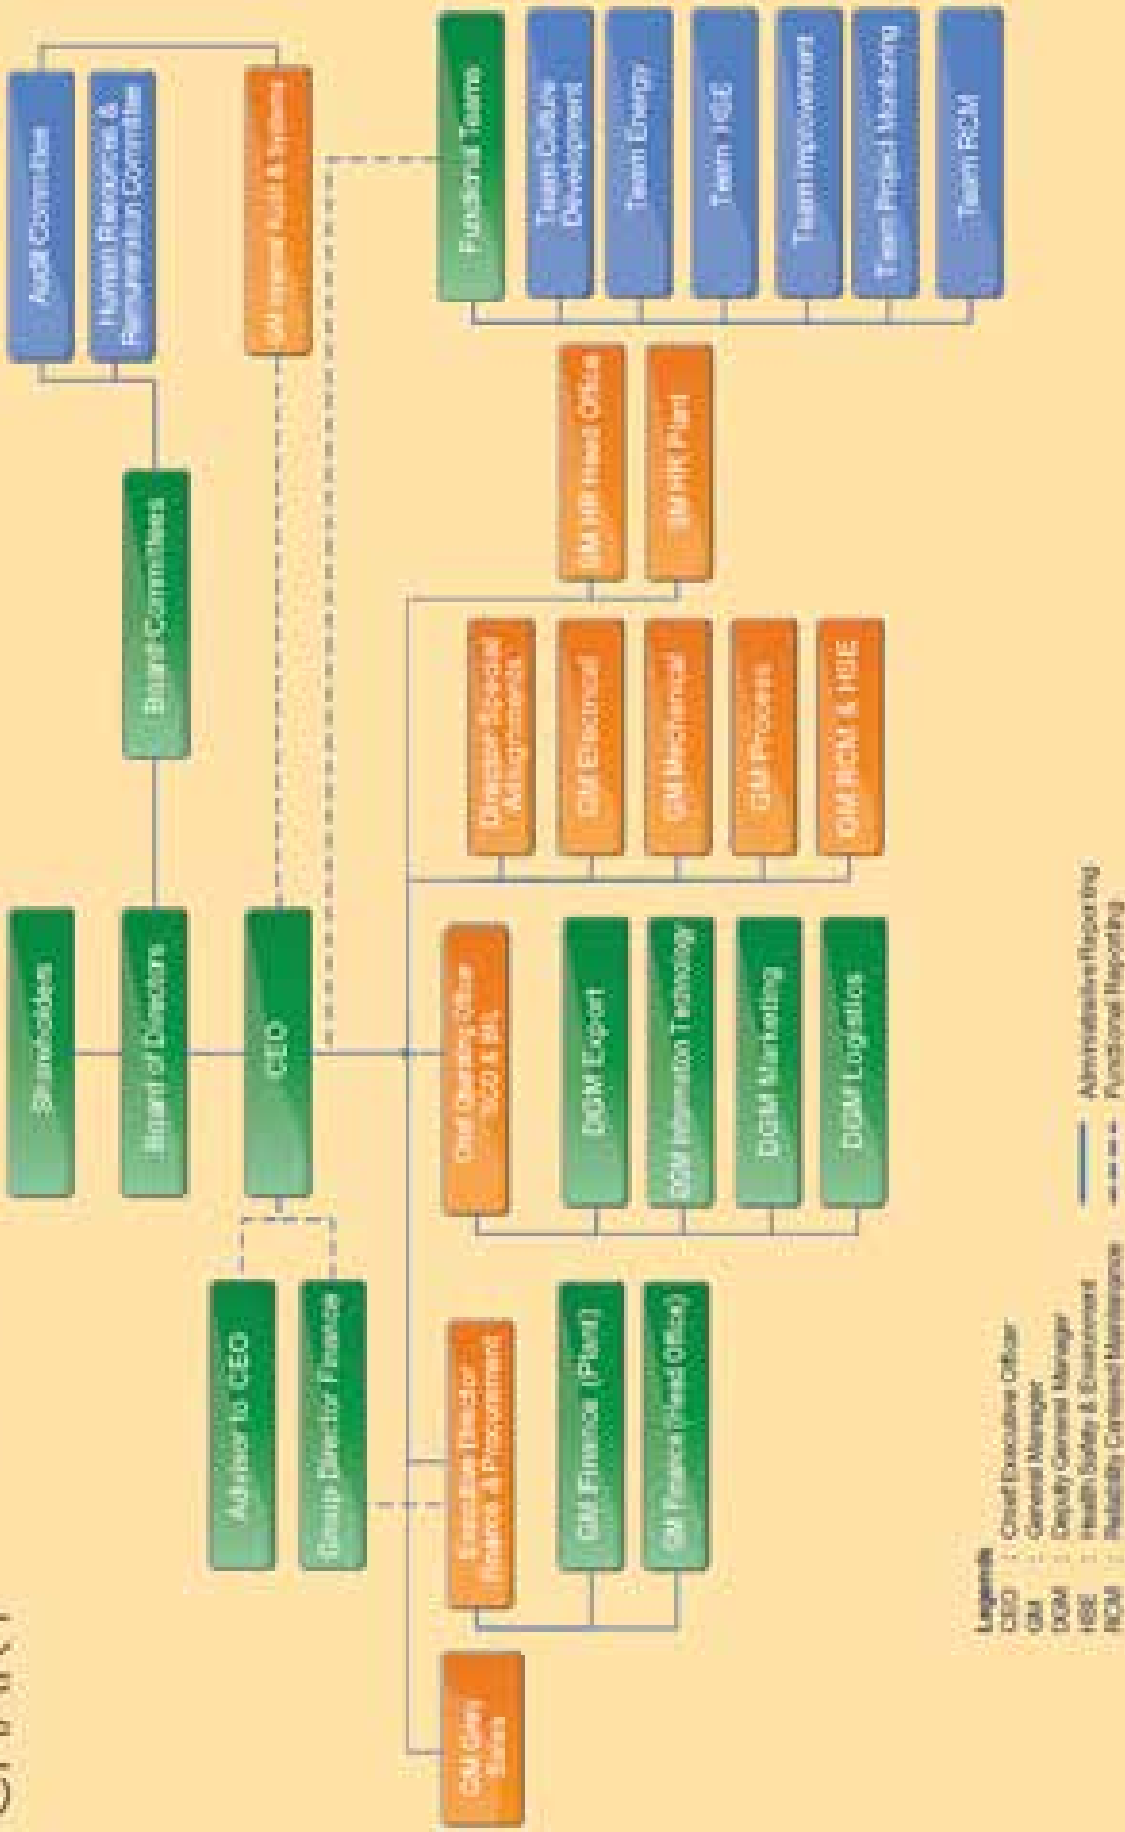 Shareholders
Board of Directors
CEO
Board Committees
Audit Committee
Human Resources &
Remuneration Committee
GM Internal Audit & Systems
Advisor to CEO
Group Director Finance
Sales
Executive Director
Finance & Procurement
GM Finance (Plant)
GM Finance (Head Office)
Chief Operating Officer
DGM Export
DGM Information Technology
DGM Marketing
DGM Logistics
Director Special
Assignments
GM Electrical
GM Mechanical
GM Process
GM RCM & HSE
GM HR Head Office
GM HR Plant
Functional Teams
Team Culture
Development
Team Energy
Team HSE
Team Improvement
Team Project Monitoring
Team RCM
Legends
CEO : Chief Executive Officer
GM : General Manager
DGM : Deputy General Manager
HSE : Health Safety & Environment
RCM : Reliability Centered Maintenance
Administrative Reporting
Functional Reporting